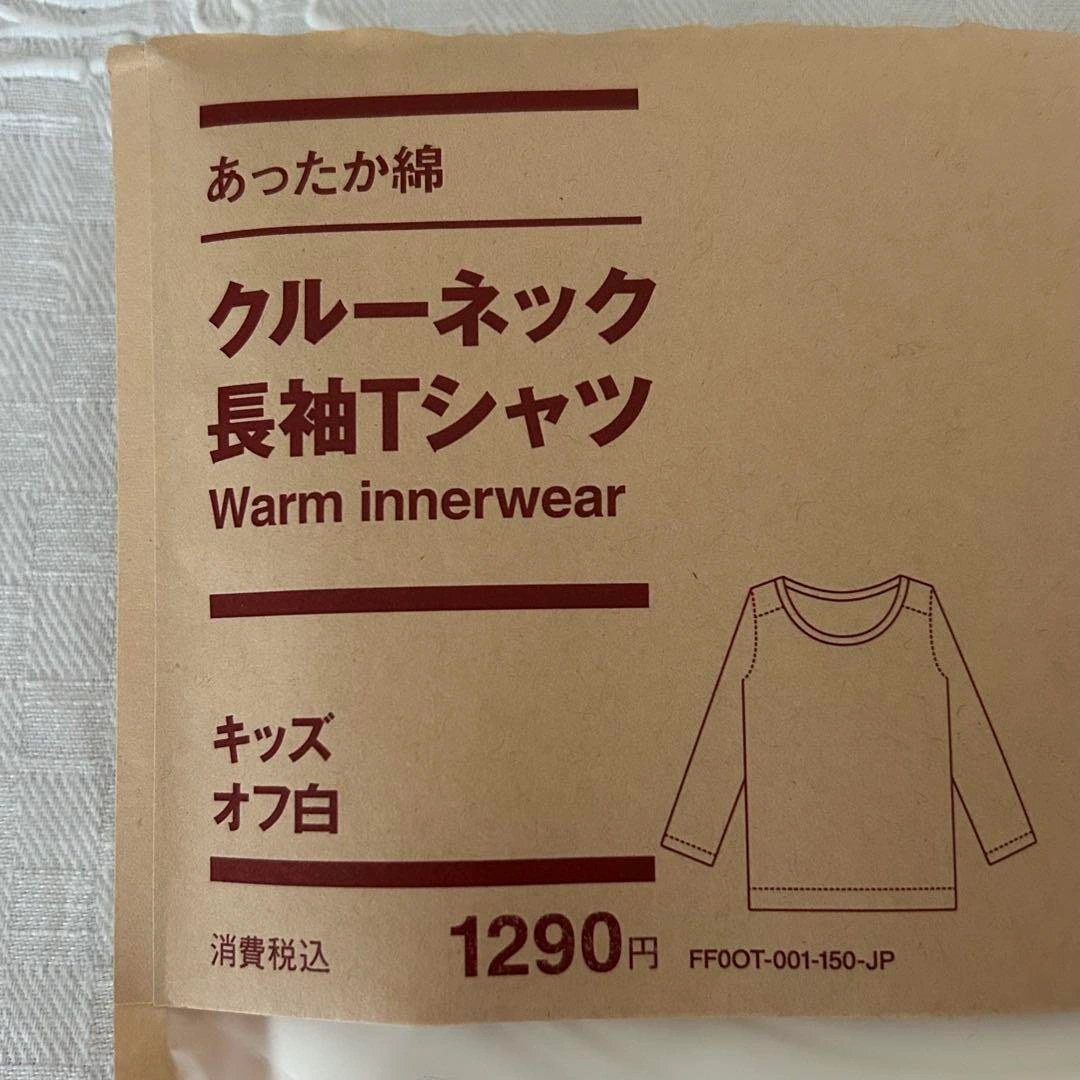 あったか綿
クルーネック
長袖Tシャツ
Warm innerwear
キッズ
オフ白
消費税込 1290円 FF0OT-001-150-JP